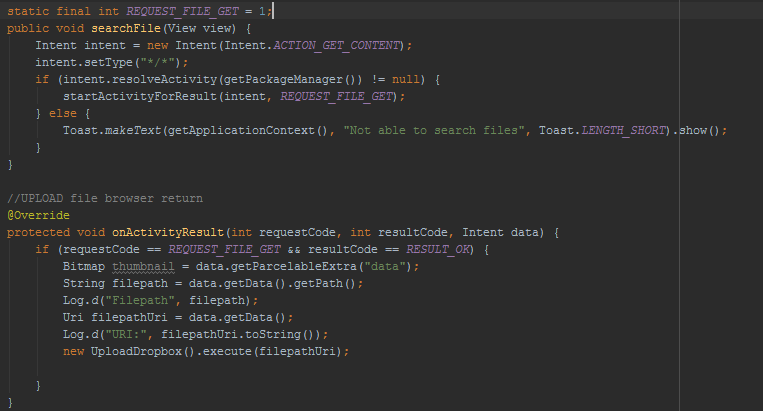 static final int REQUEST_FILE_GET = 1;
public void searchFile(View view) {
    Intent intent = new Intent(Intent.ACTION_GET_CONTENT);
    intent.setType("*/*");
    if (intent.resolveActivity(getPackageManager()) != null) {
        startActivityForResult(intent, REQUEST_FILE_GET);
    } else {
        Toast.makeText(getApplicationContext(), "Not able to search files", Toast.LENGTH_SHORT).show();
    }
}

//UPLOAD file browser return
@Override
protected void onActivityResult(int requestCode, int resultCode, Intent data) {
    if (requestCode == REQUEST_FILE_GET && resultCode == RESULT_OK) {
        Bitmap thumbnail = data.getParcelableExtra("data");
        String filepath = data.getData().getPath();
        Log.d("Filepath", filepath);
        Uri filepathUri = data.getData();
        Log.d("URI:", filepathUri.toString());
        new UploadDropbox().execute(filepathUri);

    }
}